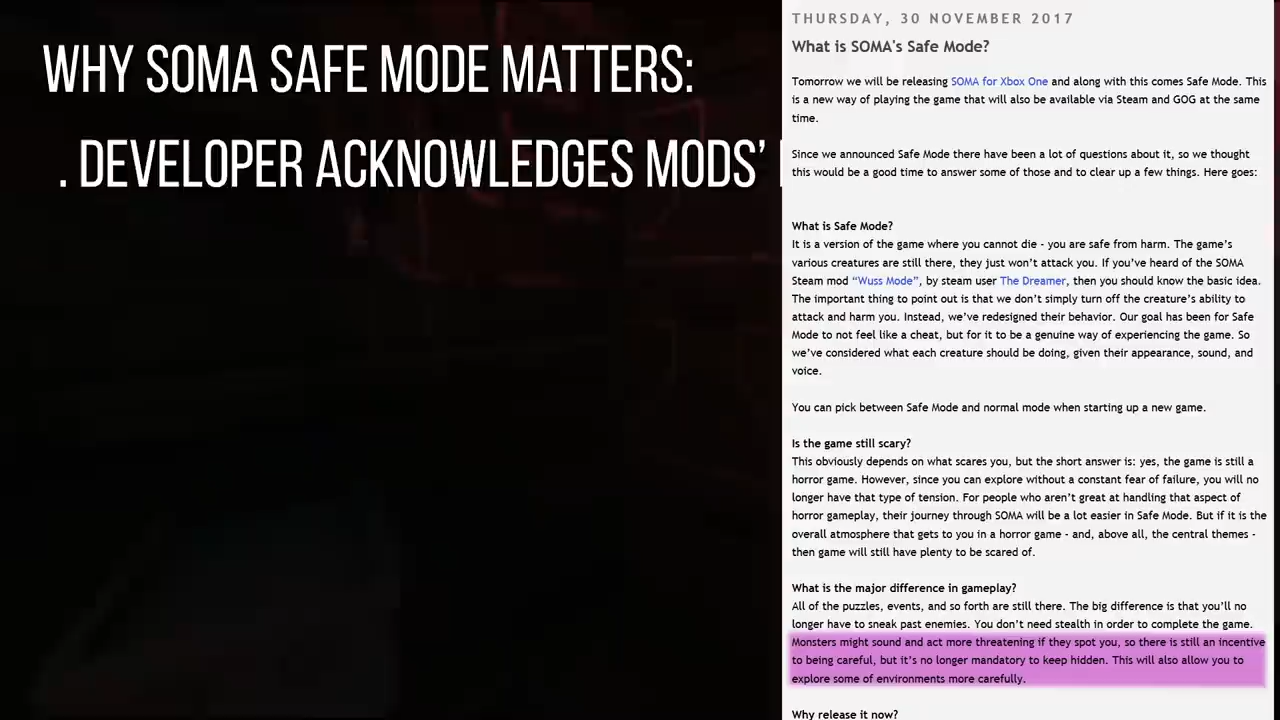 WHY SOMA SAFE MODE MATTERS:
. DEVELOPER ACKNOWLEDGES MODS’
THURSDAY, 30 NOVEMBER 2017
What is SOMA's Safe Mode?
Tomorrow we will be releasing SOMA for Xbox One and along with this comes Safe Mode. This
is a new way of playing the game that will also be available via Steam and GOG at the same
time.
Since we announced Safe Mode there have been a lot of questions about it, so we thought
this would be a good time to answer some of those and to clear up a few things. Here goes:
What is Safe Mode?
It is a version of the game where you cannot die - you are safe from harm. The game’s
various creatures are still there, they just won’t attack you. If you’ve heard of the SOMA
Steam mod “Wuss Mode”, by steam user The Dreamer, then you should know the basic idea.
The important thing to point out is that we don’t simply turn off the creature’s ability to
attack and harm you. Instead, we’ve redesigned their behavior. Our goal has been for Safe
Mode to not feel like a cheat, but for it to be a genuine way of experiencing the game. So
we’ve considered what each creature should be doing, given their appearance, sound, and
voice.
You can pick between Safe Mode and normal mode when starting up a new game.
Is the game still scary?
This obviously depends on what scares you, but the short answer is: yes, the game is still a
horror game. However, since you can explore without a constant fear of failure, you will no
longer have that type of tension. For people who aren’t great at handling that aspect of
horror gameplay, their journey through SOMA will be a lot easier in Safe Mode. But if it is the
overall atmosphere that gets to you in a horror game - and, above all, the central themes -
then game will still have plenty to be scared of.
What is the major difference in gameplay?
All of the puzzles, events, and so forth are still there. The big difference is that you’ll no
longer have to sneak past enemies. You don’t need stealth in order to complete the game.
Monsters might sound and act more threatening if they spot you, so there is still an incentive
to being careful, but it’s no longer mandatory to keep hidden. This will also allow you to
explore some of environments more carefully.
Why release it now?